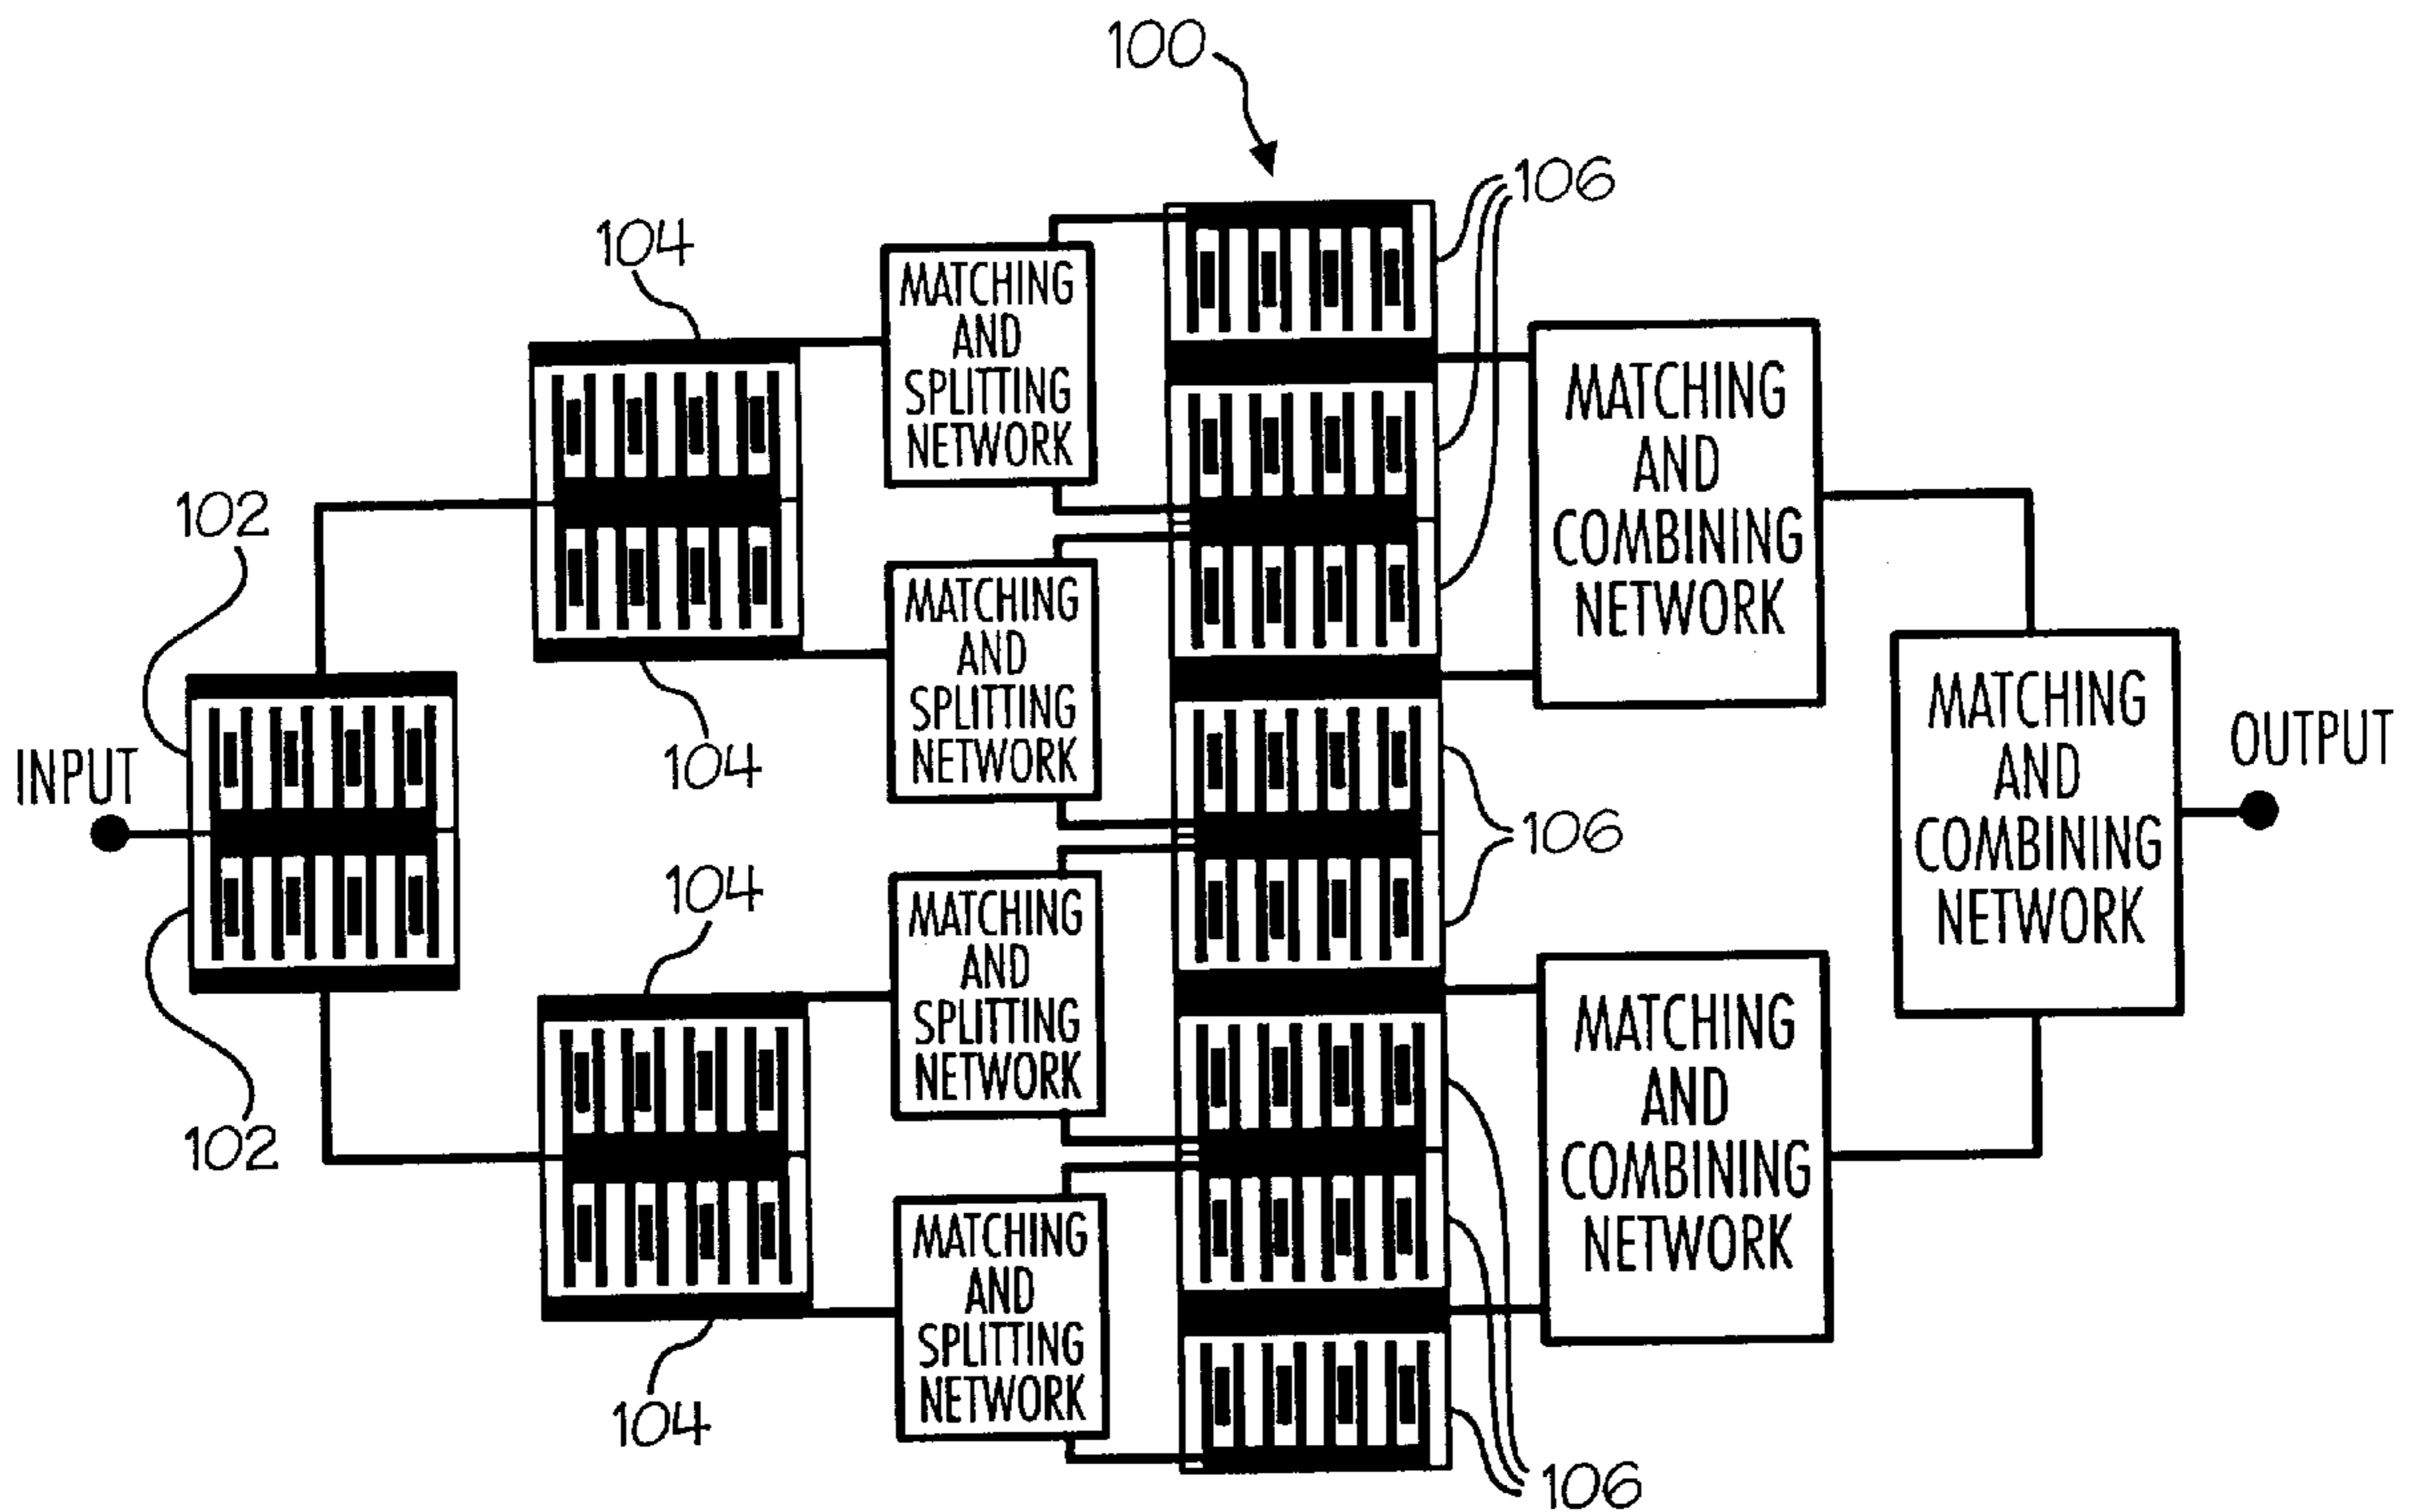 100
106
104
MATCHING
AND
SPLITTING
NETWORK
MATCHING
AND
COMBINING
NETWORK
102
MATCHING
AND
SPLITTING
NETWORK
104
INPUT
MATCHING
AND
COMBINING
NETWORK
OUTPUT
106
104
MATCHING
AND
SPLITTING
NETWORK
MATCHING
AND
COMBINING
NETWORK
102
MATCHING
AND
SPLITTING
NETWORK
104
106